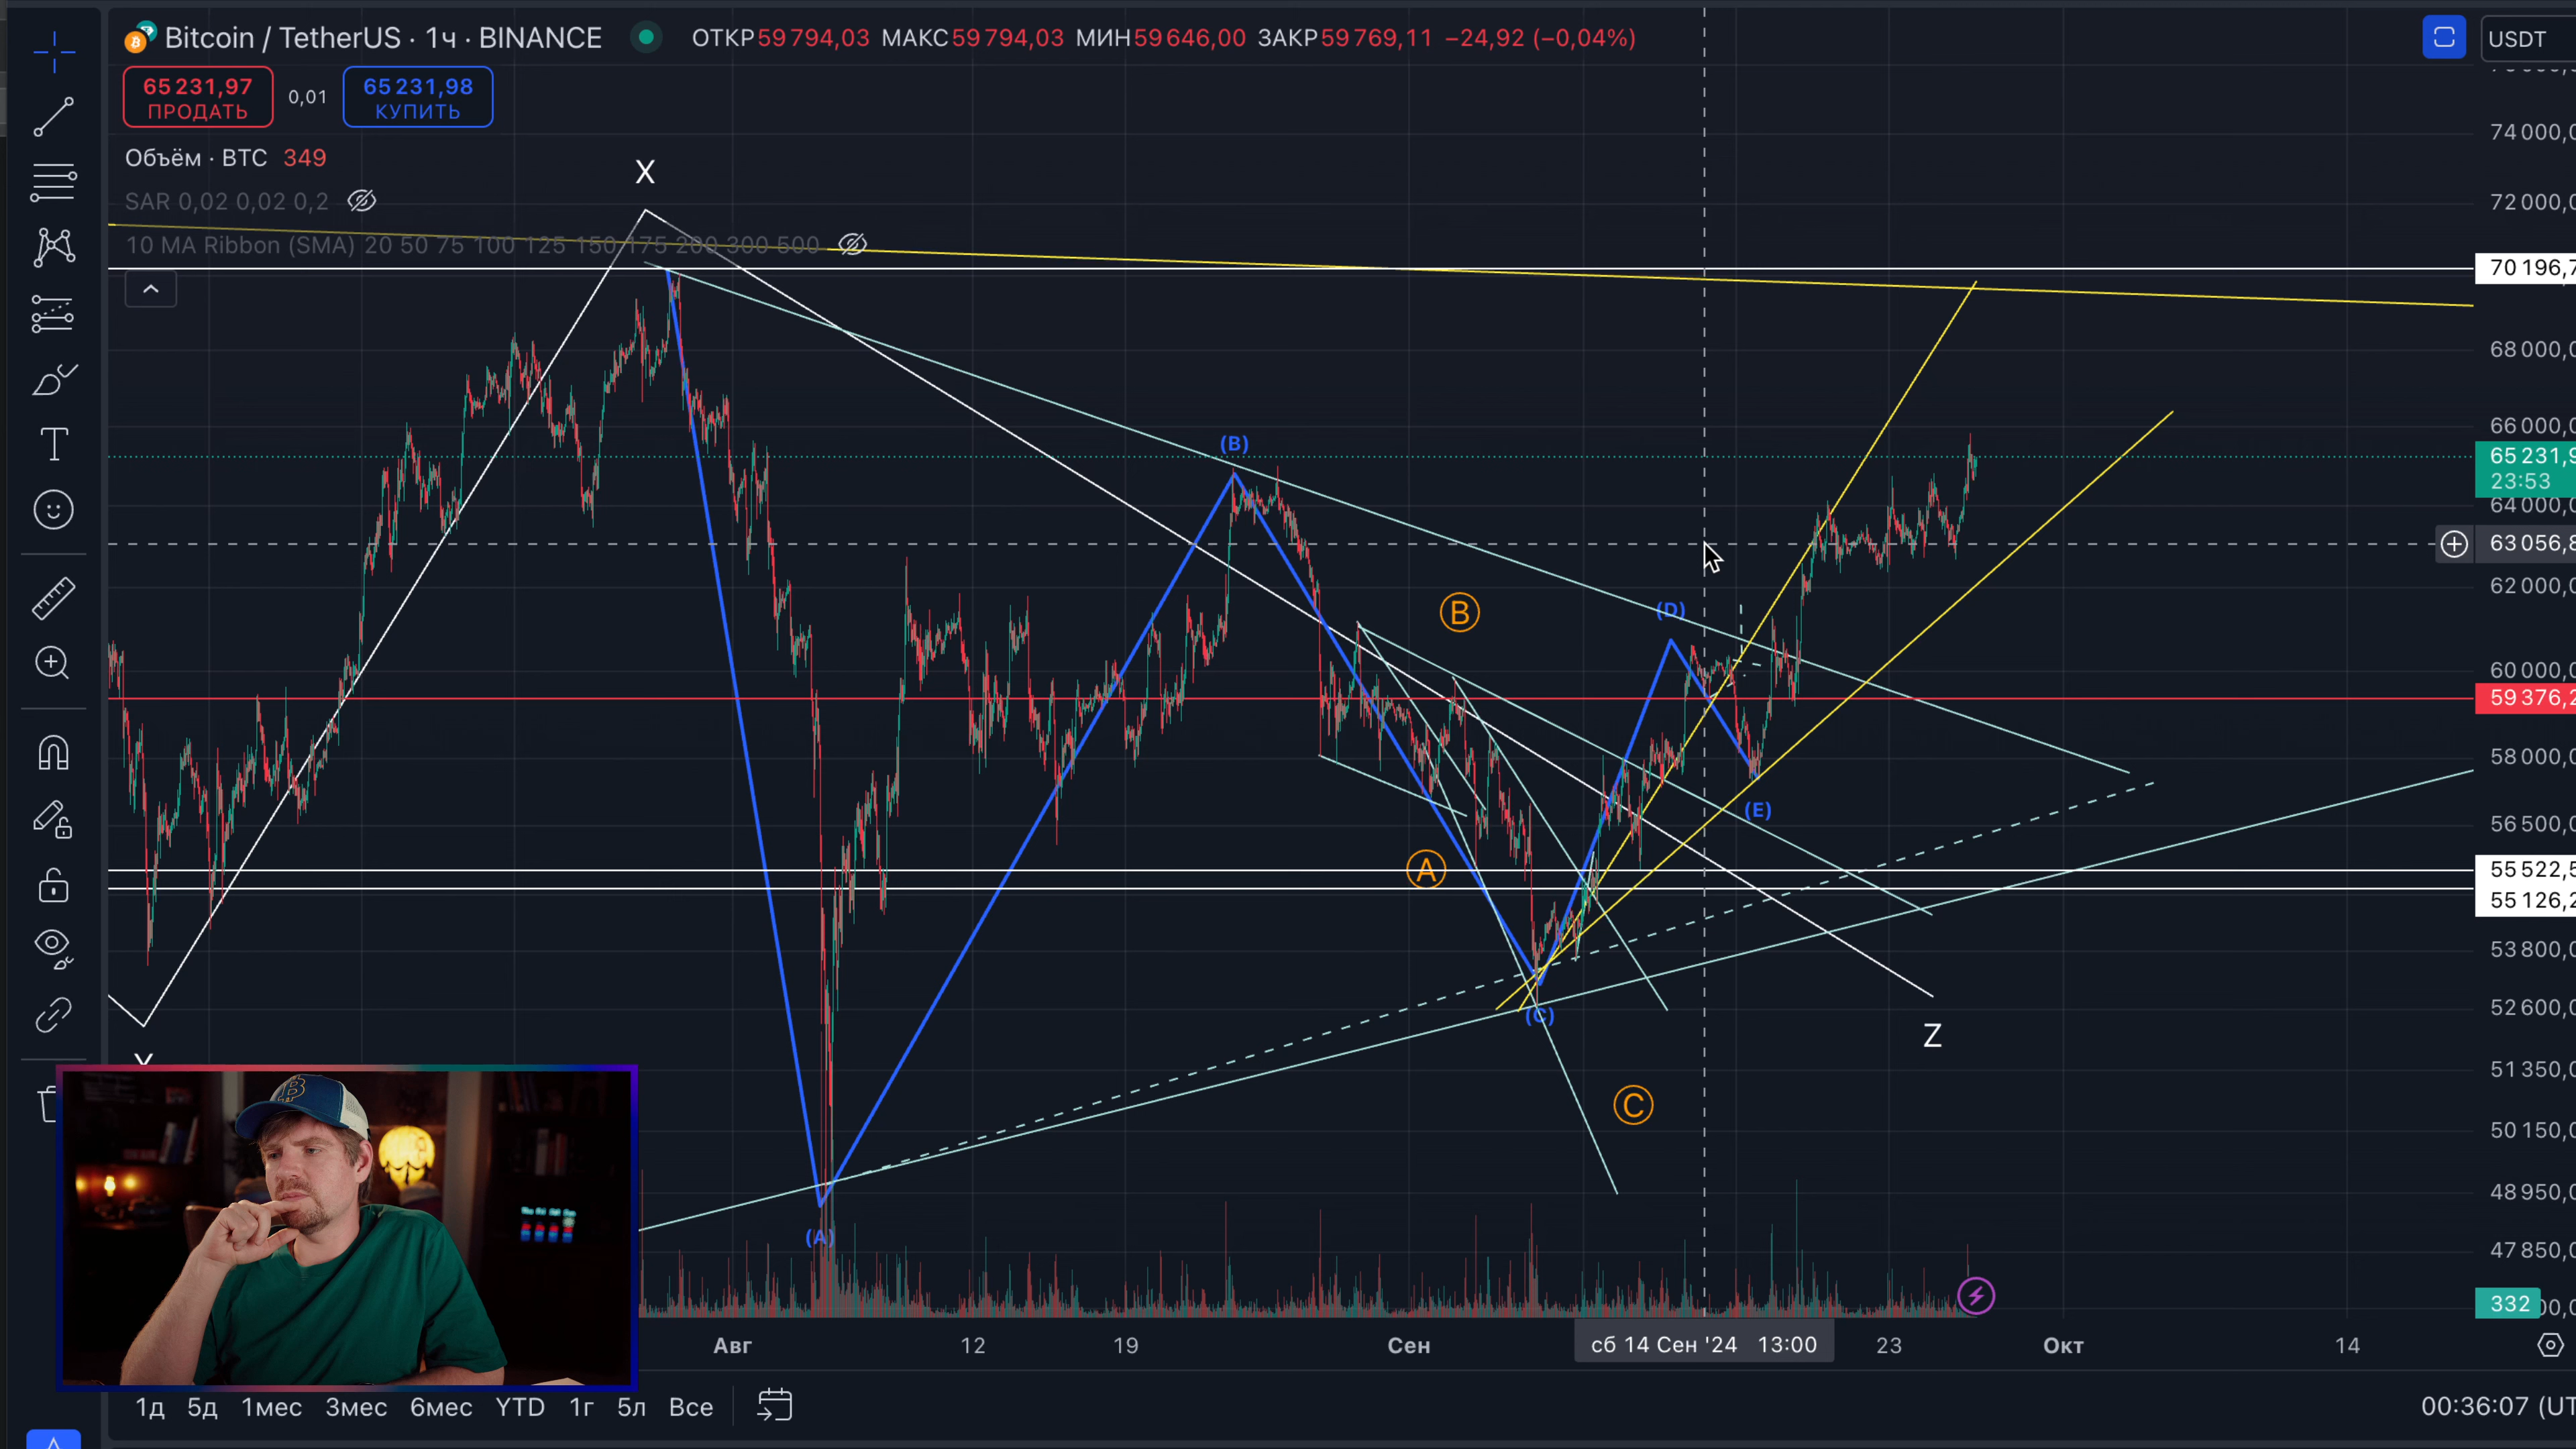 Bitcoin / TetherUS · 1ч · BINANCE
ОТКР59 794,03 МАКС59 794,03 МИН59 646,00 ЗАКР59 769,11 −24,92 (−0,04%)
USDT
65 231,97
ПРОДАТЬ
0,01
65 231,98
КУПИТЬ
Объём · BTC 349
SAR 0,02 0,02 0,2
10 MA Ribbon (SMA) 20 50 75 100 125 150 175 200 300 500
X
(B)
B
(D)
(E)
A
(C)
C
Z
(A)
74 000,0
72 000,0
70 196,7
68 000,0
66 000,0
65 231,9
23:53
64 000,0
63 056,8
62 000,0
60 000,0
59 376,2
58 000,0
56 500,0
55 522,5
55 126,2
53 800,0
52 600,0
51 350,0
50 150,0
48 950,0
47 850,0
332
Авг
12
19
Сен
сб 14 Сен '24 13:00
23
Окт
14
1д 5д 1мес 3мес 6мес YTD 1г 5л Все
00:36:07 (UT